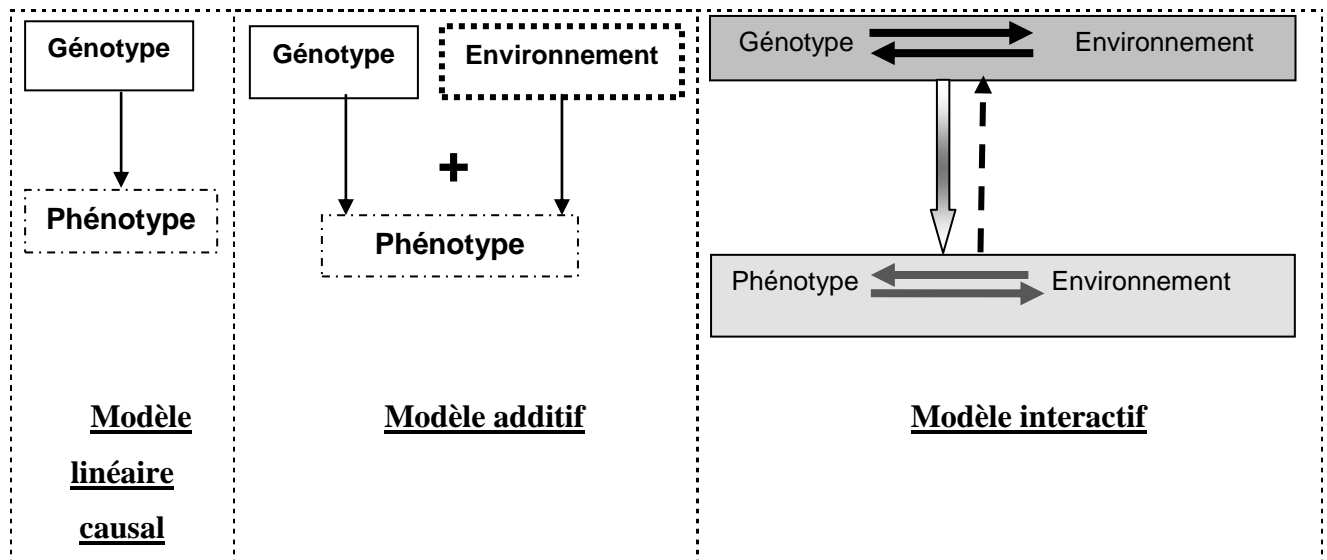 Génotype
Phénotype
Modèle
linéaire
causal
Génotype
Environnement
+
Phénotype
Modèle additif
Génotype Environnement
Phénotype Environnement
Modèle interactif